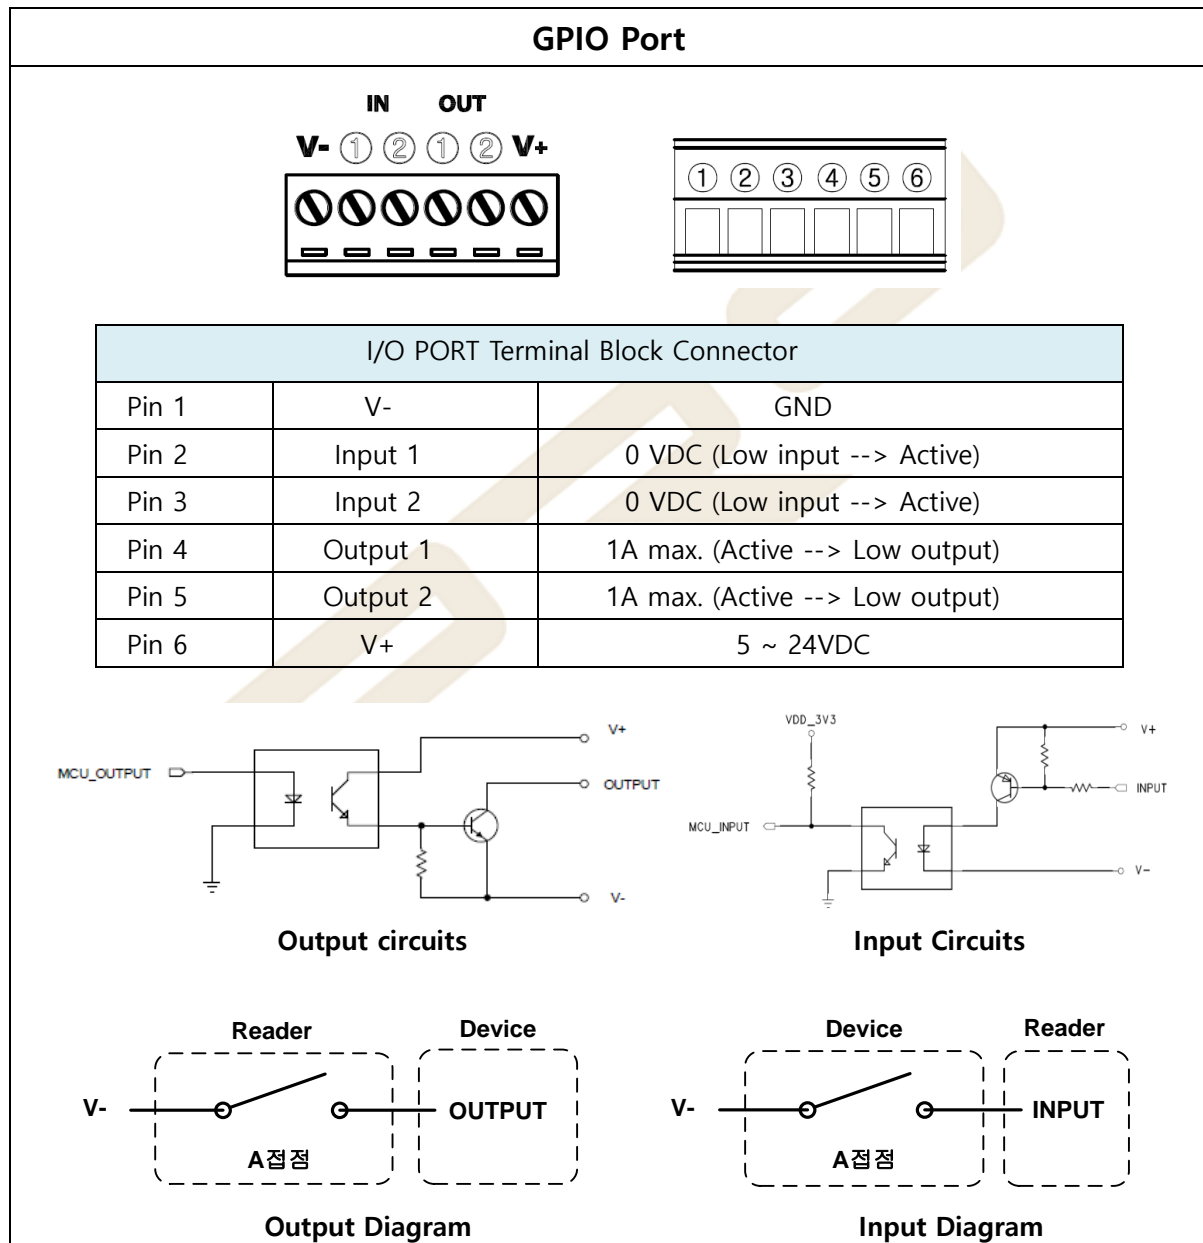 GPIO Port
IN OUT
V- ① ② ① ② V+
① ② ③ ④ ⑤ ⑥
I/O PORT Terminal Block Connector
Pin 1 V- GND
Pin 2 Input 1 0 VDC (Low input --> Active)
Pin 3 Input 2 0 VDC (Low input --> Active)
Pin 4 Output 1 1A max. (Active --> Low output)
Pin 5 Output 2 1A max. (Active --> Low output)
Pin 6 V+ 5 ~ 24VDC
V+
MCU_OUTPUT
OUTPUT
V-
Output circuits
VDD_3V3
V+
INPUT
MCU_INPUT
V-
Input Circuits
Reader Device
V- OUTPUT
A접점
Output Diagram
Device Reader
V- INPUT
A접점
Input Diagram